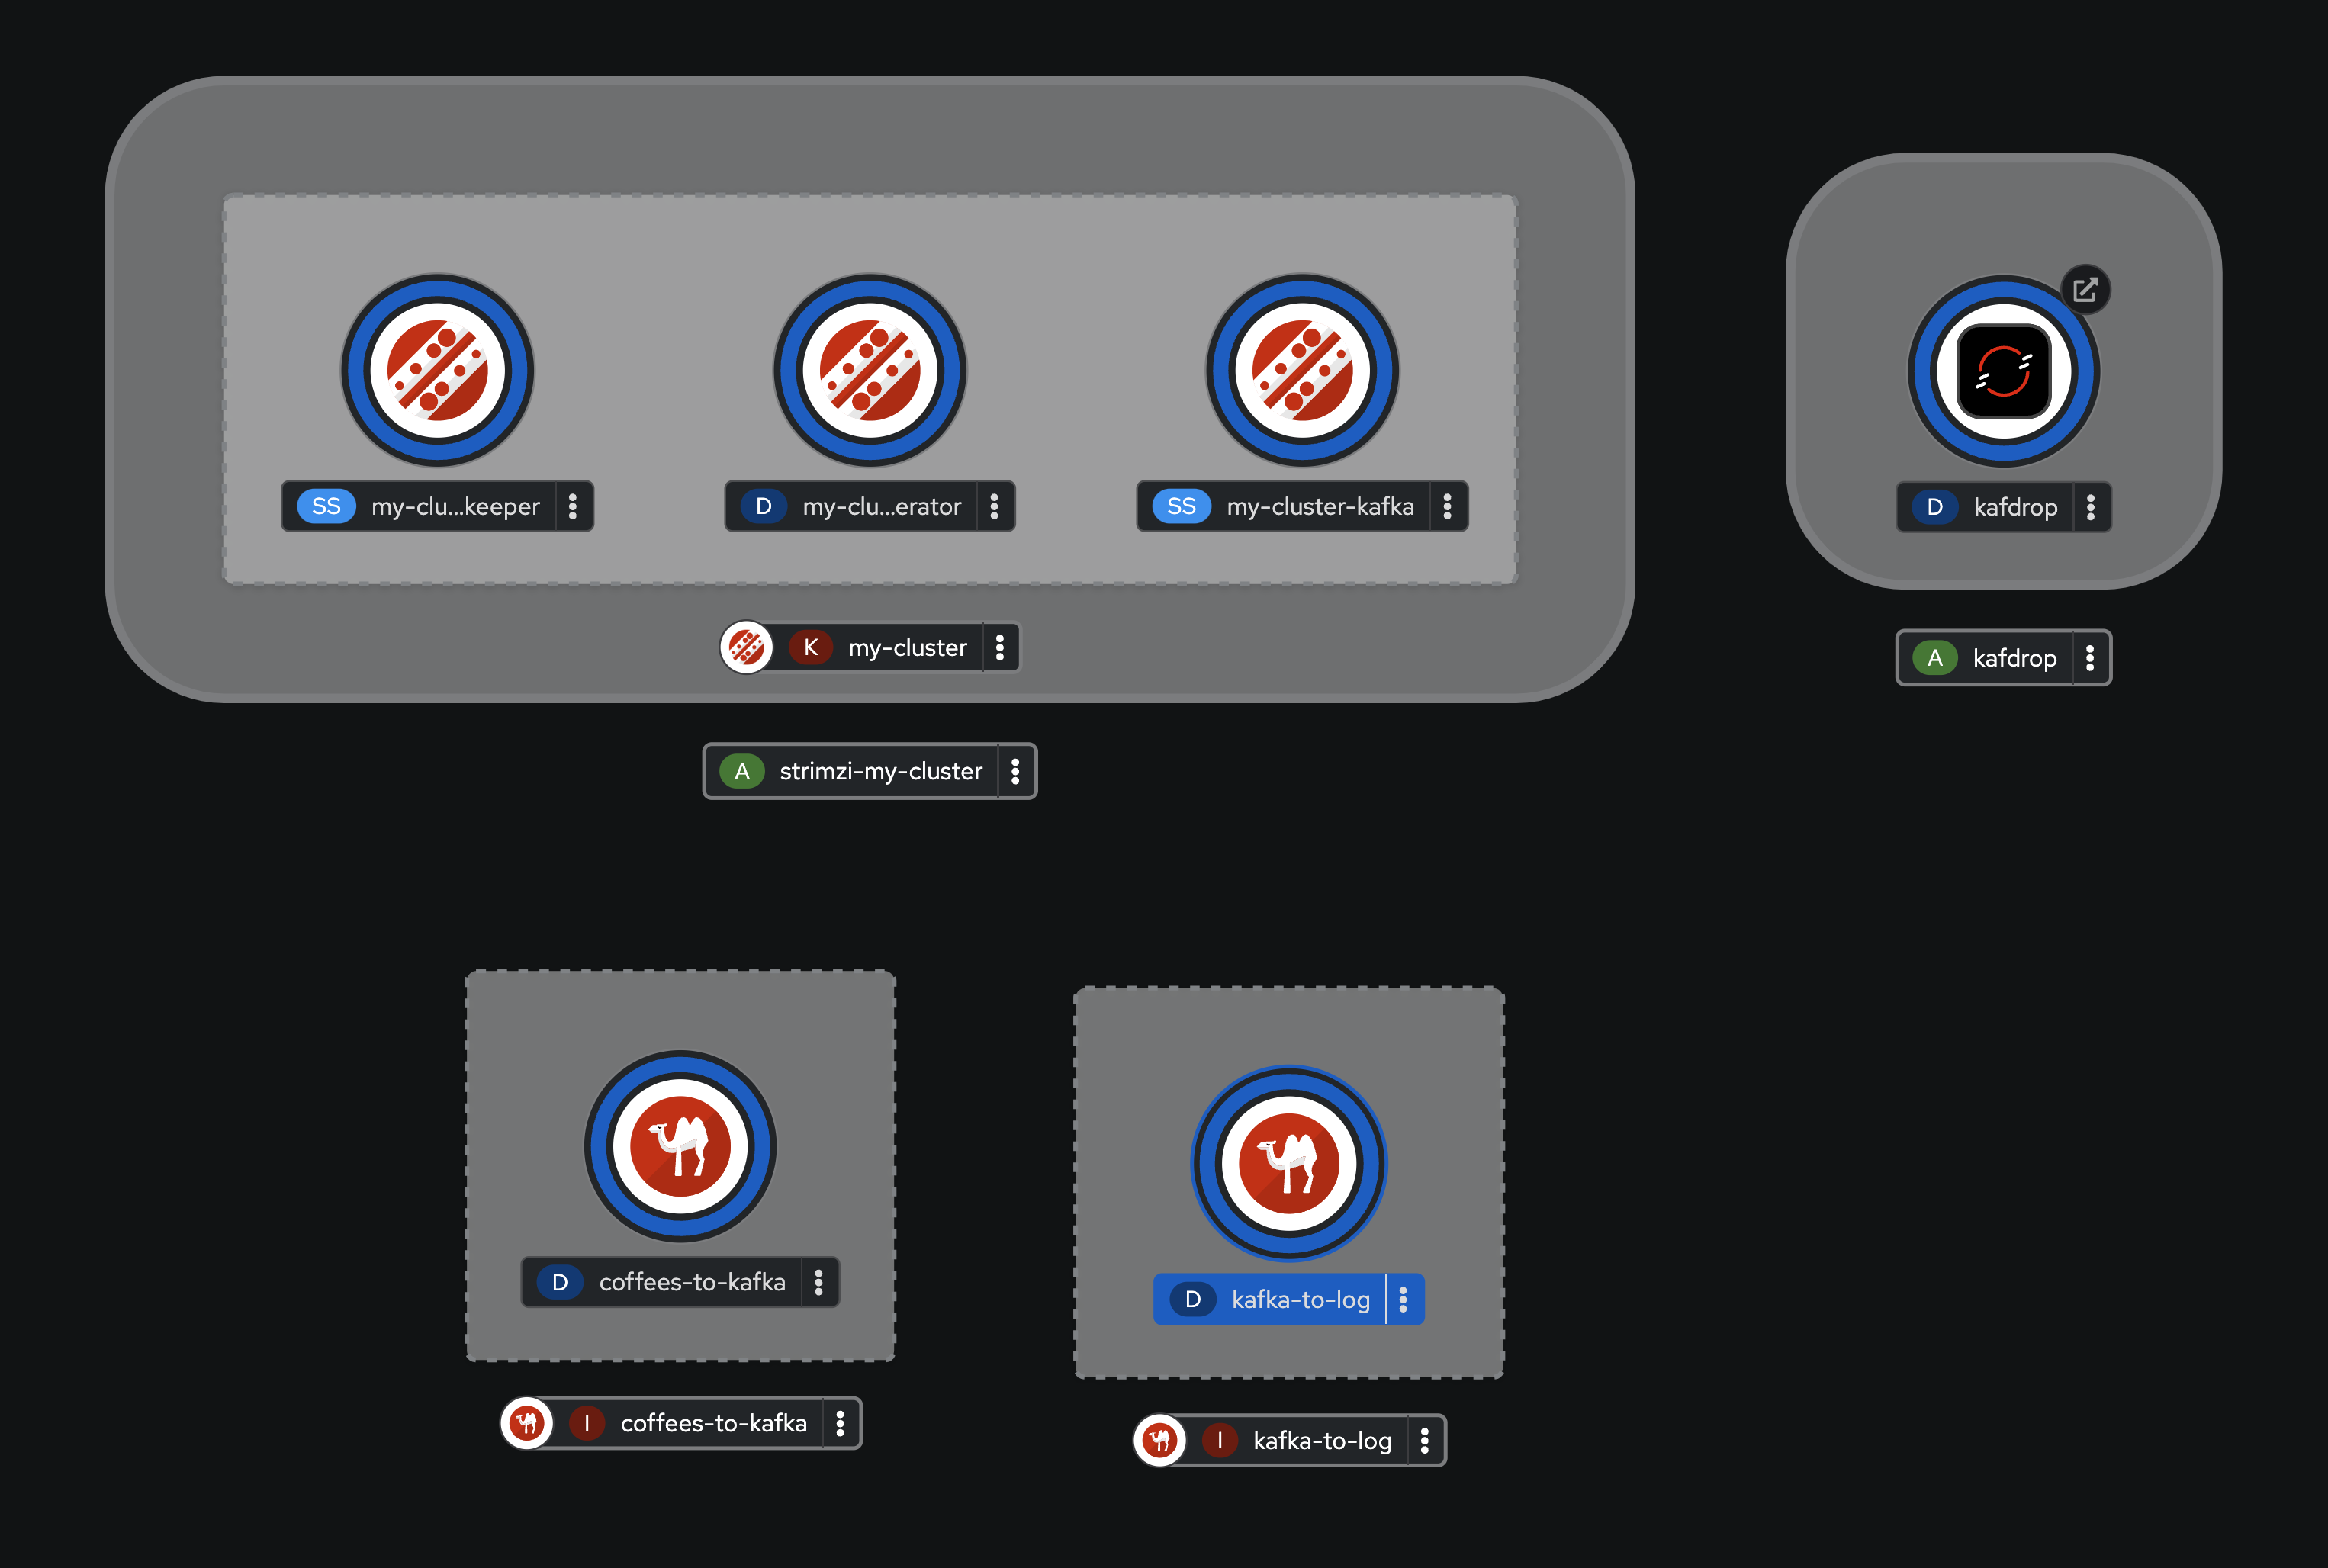 SS my-clu...keeper
D my-clu...erator
SS my-cluster-kafka
D kafdrop
K my-cluster
A kafdrop
A strimzi-my-cluster
D coffees-to-kafka
D kafka-to-log
I coffees-to-kafka
I kafka-to-log